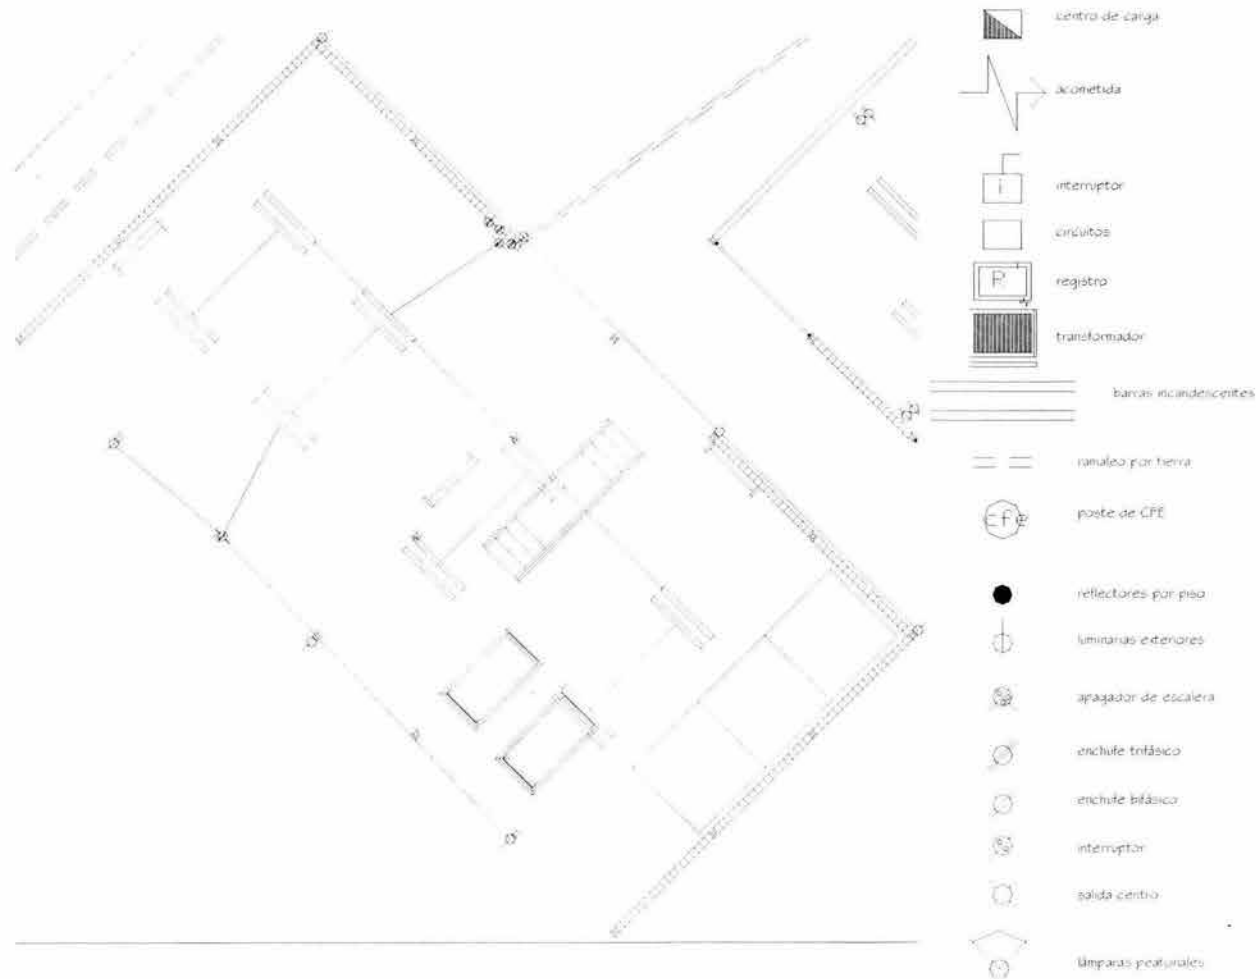 centro de carga
acometida
i
interruptor
circuitos
R
registro
transformador
barras incandescentes
ramaleo por tierra
cfe
poste de CFE
reflectores por piso
luminarias exteriores
apagador de escalera
enchufe trifásico
enchufe bifásico
interruptor
salida centro
lámparas peatonales